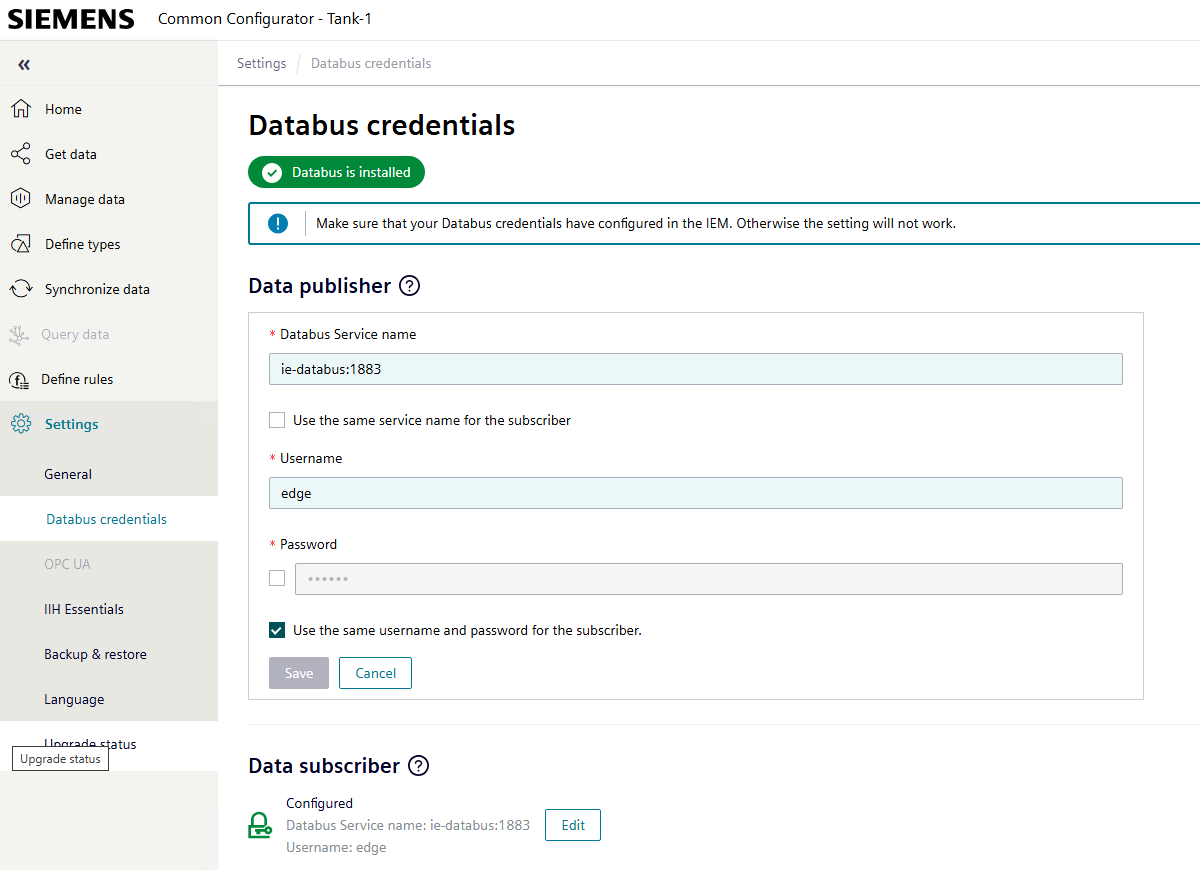 SIEMENS Common Configurator - Tank-1
«
Settings Databus credentials
Home
Get data
Manage data
Define types
Synchronize data
Query data
Define rules
Settings
General
Databus credentials
OPC UA
IIH Essentials
Backup & restore
Language
Upgrade status
Upgrade status
Databus credentials
Databus is installed
Make sure that your Databus credentials have configured in the IEM. Otherwise the setting will not work.
Data publisher ?
* Databus Service name
ie-databus:1883
Use the same service name for the subscriber
* Username
edge
* Password
••••••
Use the same username and password for the subscriber.
Save Cancel
Data subscriber ?
Configured
Databus Service name: ie-databus:1883
Edit
Username: edge